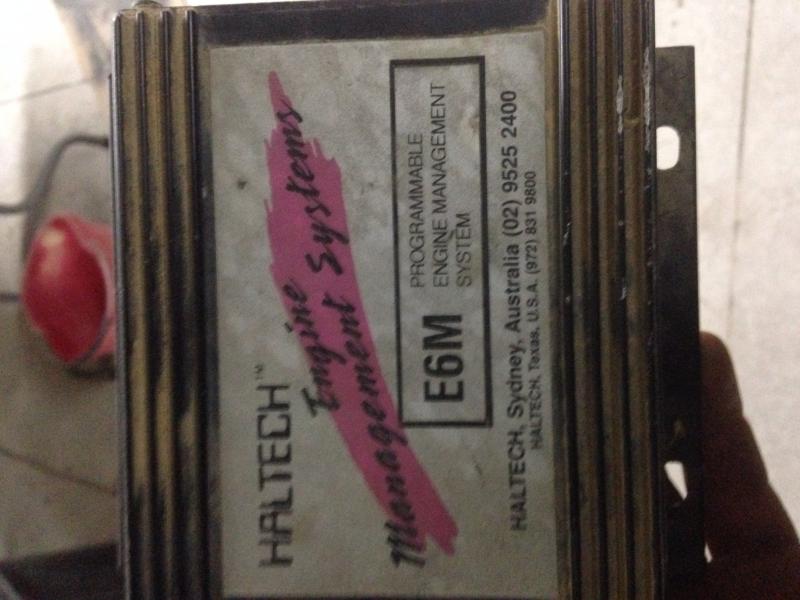 HALTECH™
Engine
Management Systems
E6M
PROGRAMMABLE
ENGINE MANAGEMENT
SYSTEM
HALTECH, Sydney, Australia (02) 9525 2400
HALTECH, Texas, U.S.A. (972) 831 9800